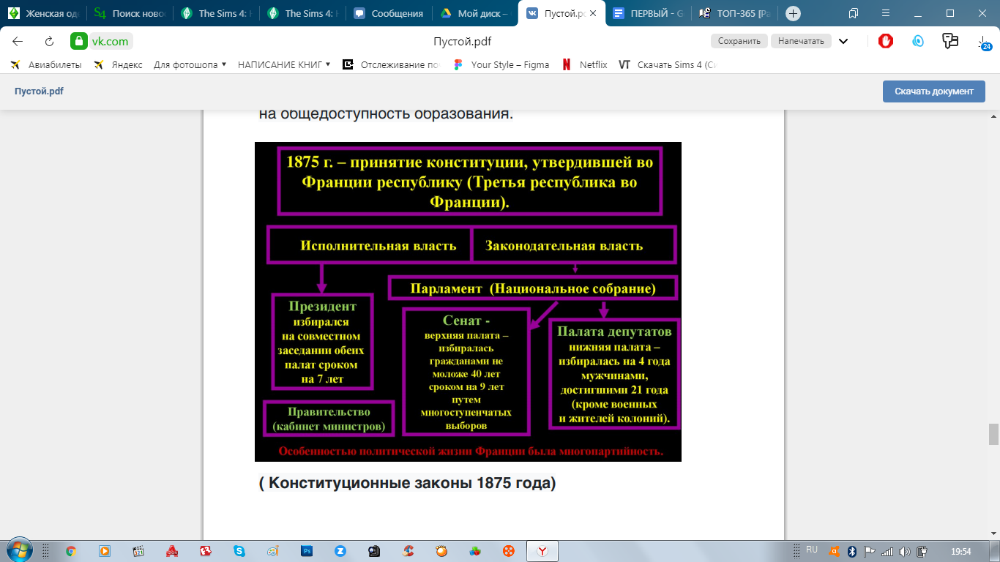 Женская оде
Поиск ново
The Sims 4: H
The Sims 4: H
Сообщения
Мой диск –
Пустой.pd
ПЕРВЫЙ - G
ТОП-365 [Ра
vk.com
Пустой.pdf
Сохранить
Напечатать
24
Авиабилеты
Яндекс
Для фотошопа
НАПИСАНИЕ КНИГ
Отслеживание по
Your Style – Figma
Netflix
VT
Скачать Sims 4 (Си
Пустой.pdf
Скачать документ
на общедоступность образования.
1875 г. – принятие конституции, утвердившей во
Франции республику (Третья республика во
Франции).
Исполнительная власть
Законодательная власть
Парламент (Национальное собрание)
Президент
избирался
на совместном
заседании обеих
палат сроком
на 7 лет
Правительство
(кабинет министров)
Сенат -
верхняя палата –
избиралась
гражданами не
моложе 40 лет
сроком на 9 лет
путем
многоступенчатых
выборов
Палата депутатов
нижняя палата –
избиралась на 4 года
мужчинами,
достигшими 21 года
(кроме военных
и жителей колоний).
Особенностью политической жизни Франции была многопартийность.
( Конституционные законы 1875 года)
RU
19:54